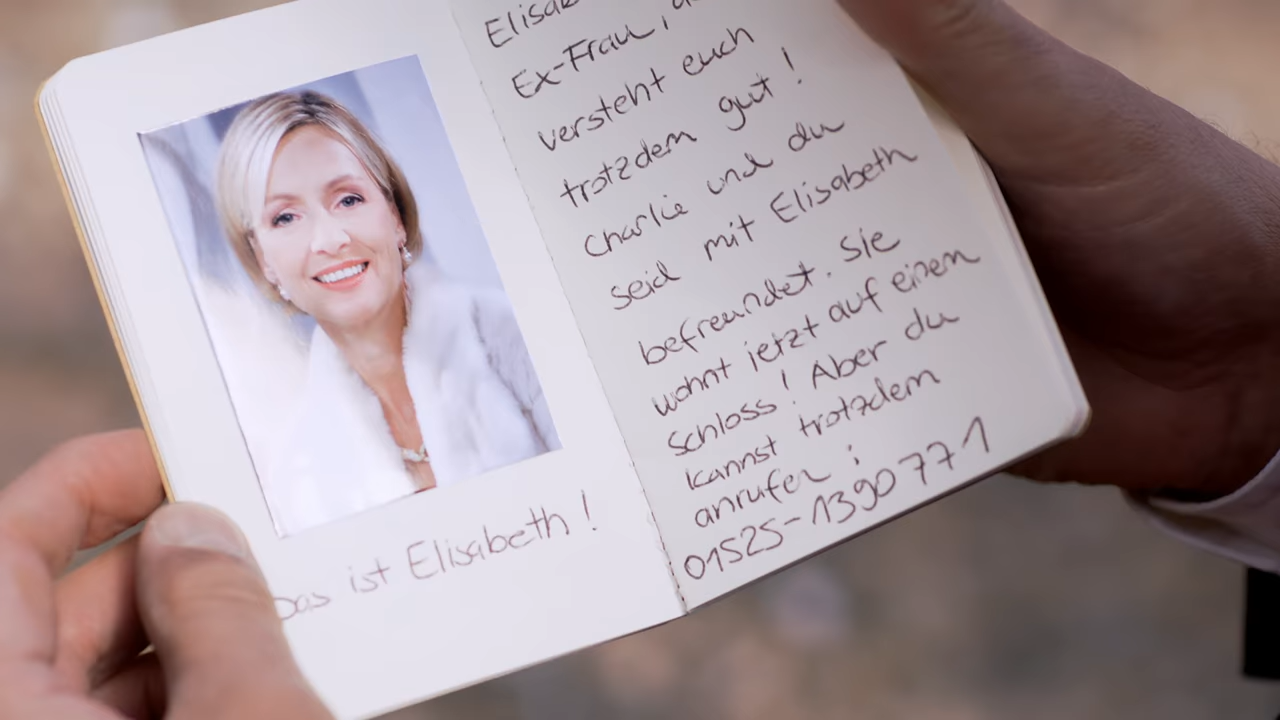 Das ist Elisabeth!
Ex-Frau,
versteht euch
trotzdem gut!
Charlie und du
seid mit Elisabeth
befreundet. Sie
wohnt jetzt auf einem
Schloss! Aber du
kannst trotzdem
anrufen:
01525-1390771